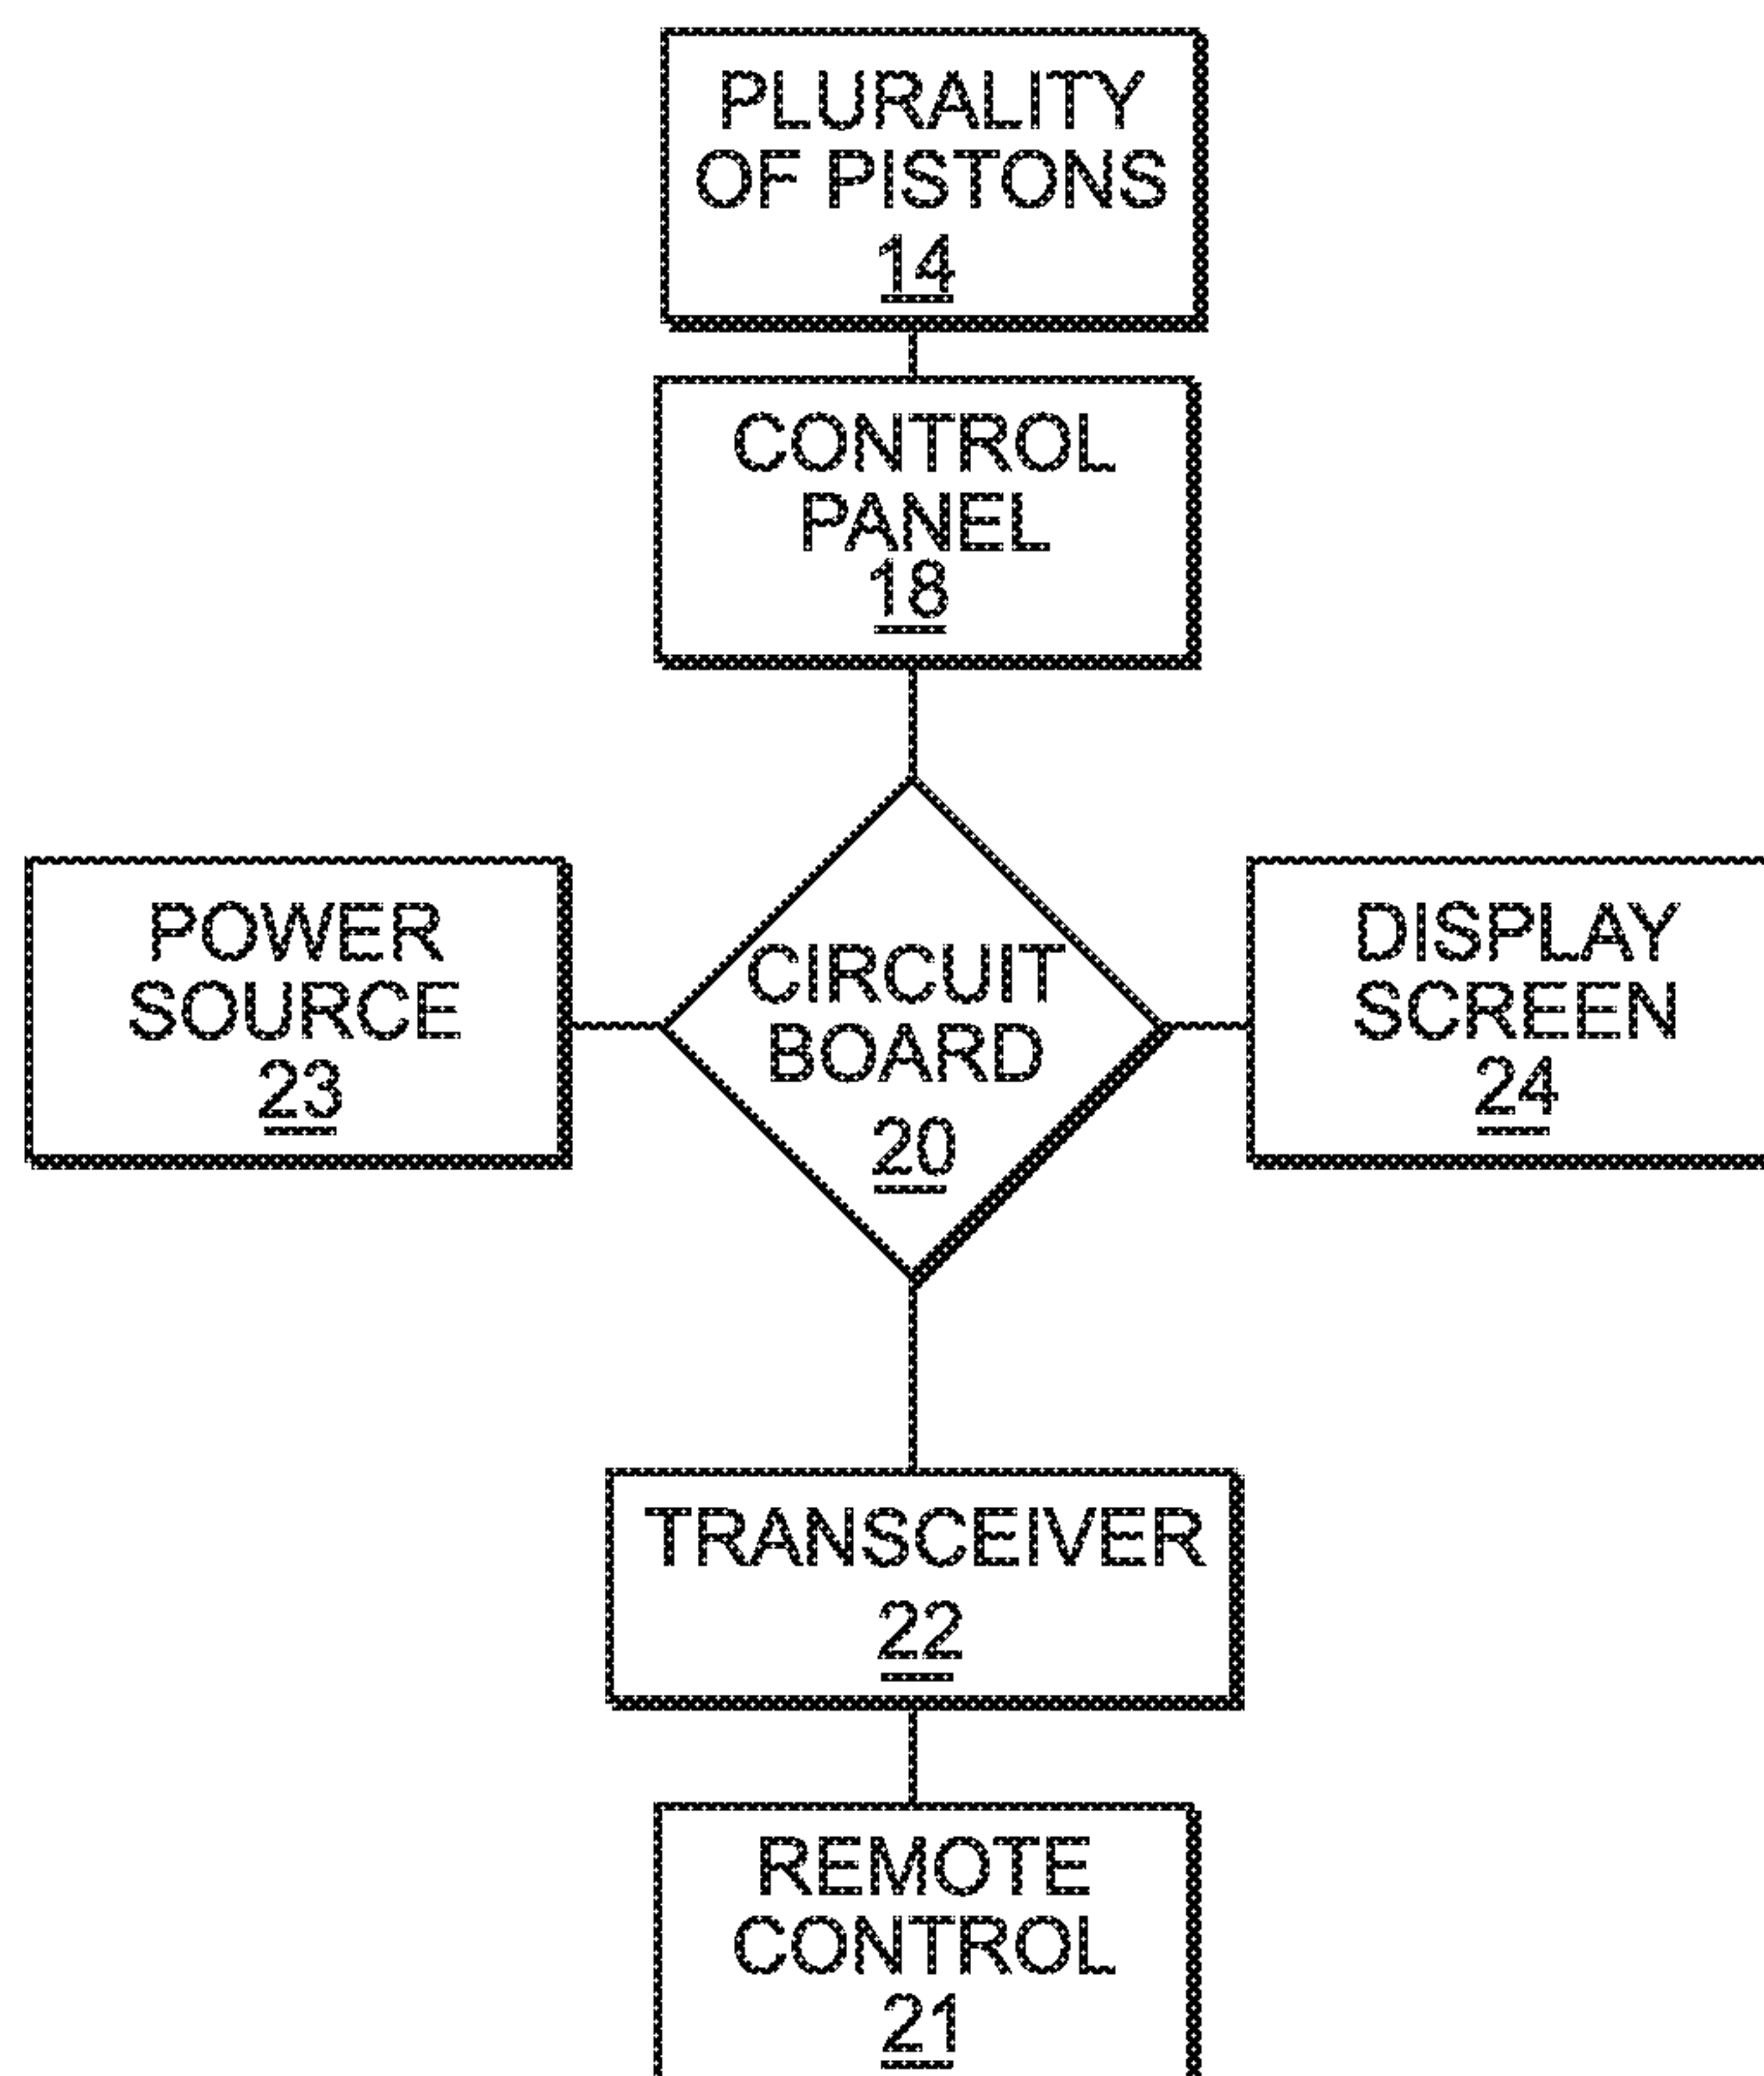 PLURALITY
OF PISTONS
14
CONTROL
PANEL
18
POWER
SOURCE
23
CIRCUIT
BOARD
20
DISPLAY
SCREEN
24
TRANSCEIVER
22
REMOTE
CONTROL
21